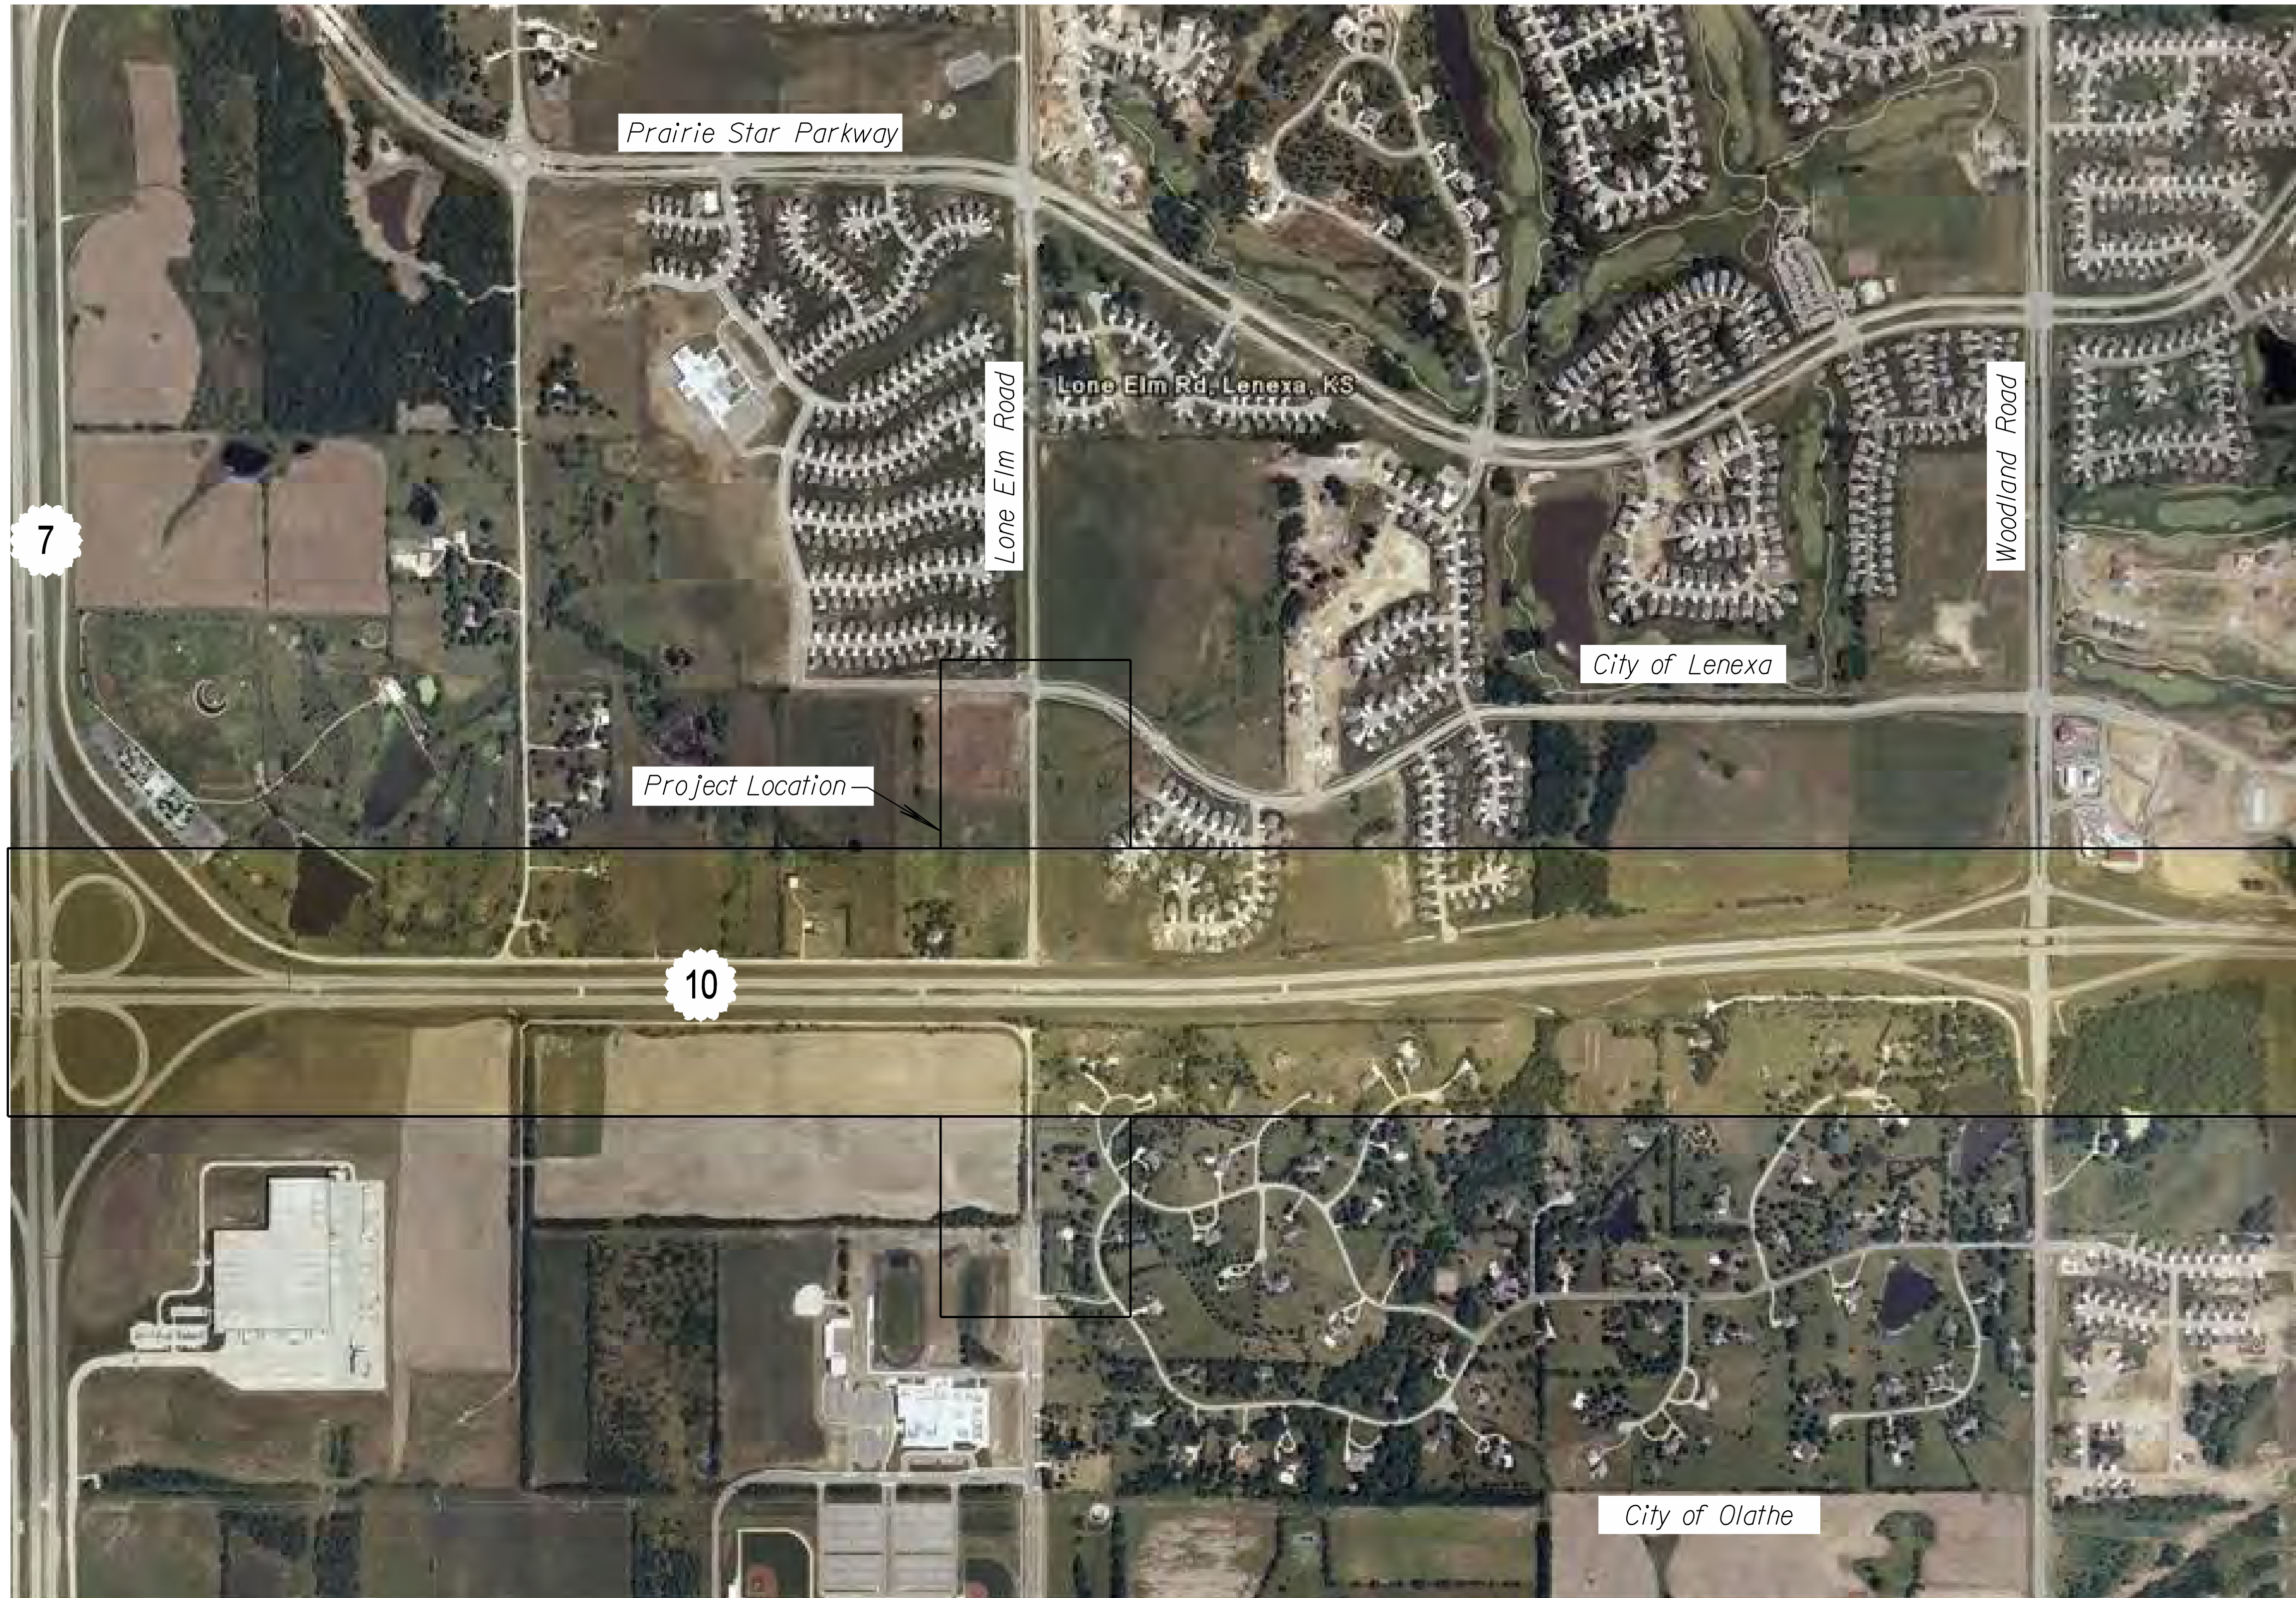 Prairie Star Parkway
Lone Elm Road
Lone Elm Rd, Lenexa, KS
Woodland Road
7
City of Lenexa
Project Location
10
City of Olathe